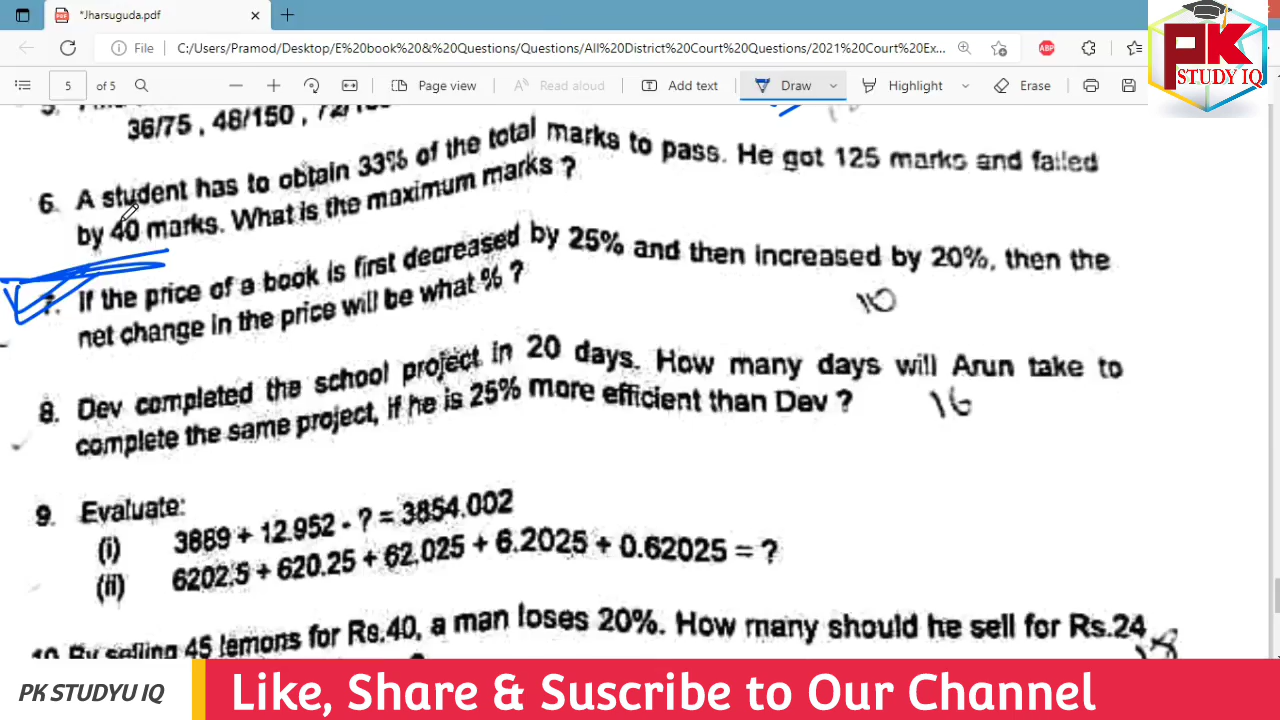 *Jharsuguda.pdf
File C:/Users/Pramod/Desktop/E%20book%20&%20Questions/Questions/All%20District%20Court%20Questions/2021%20Court%20Ex...
ABP
5 of 5 Page view Read aloud Add text Draw Highlight Erase
PK
STUDY IQ
36/75 , 48/150 ,
6. A student has to obtain 33% of the total marks to pass. He got 125 marks and failed
by 40 marks. What is the maximum marks ?
7. If the price of a book is first decreased by 25% and then increased by 20%, then the
net change in the price will be what % ?
10
8. Dev completed the school project in 20 days. How many days will Arun take to
complete the same project, if he is 25% more efficient than Dev ?
16
9. Evaluate:
(i) 3889 + 12.952 - ? = 3854.002
(ii) 6202.5 + 620.25 + 62.025 + 6.2025 + 0.62025 = ?
10. By selling 45 lemons for Rs.40, a man loses 20%. How many should he sell for Rs.24
18
PK STUDYU IQ
Like, Share & Suscribe to Our Channel